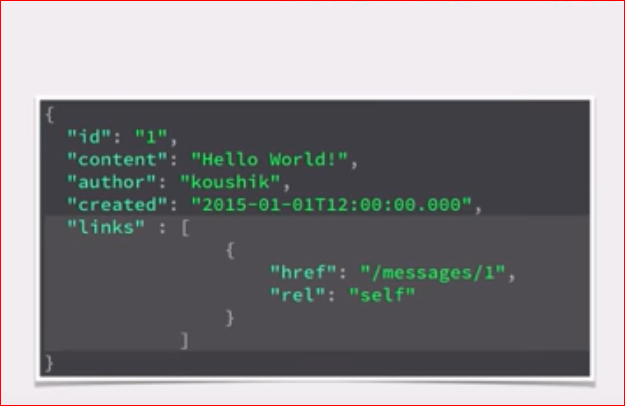 {
"id": "1",
"content": "Hello World!",
"author": "koushik",
"created": "2015-01-01T12:00:00.000",
"links" : [
{
"href": "/messages/1",
"rel": "self"
}
]
}